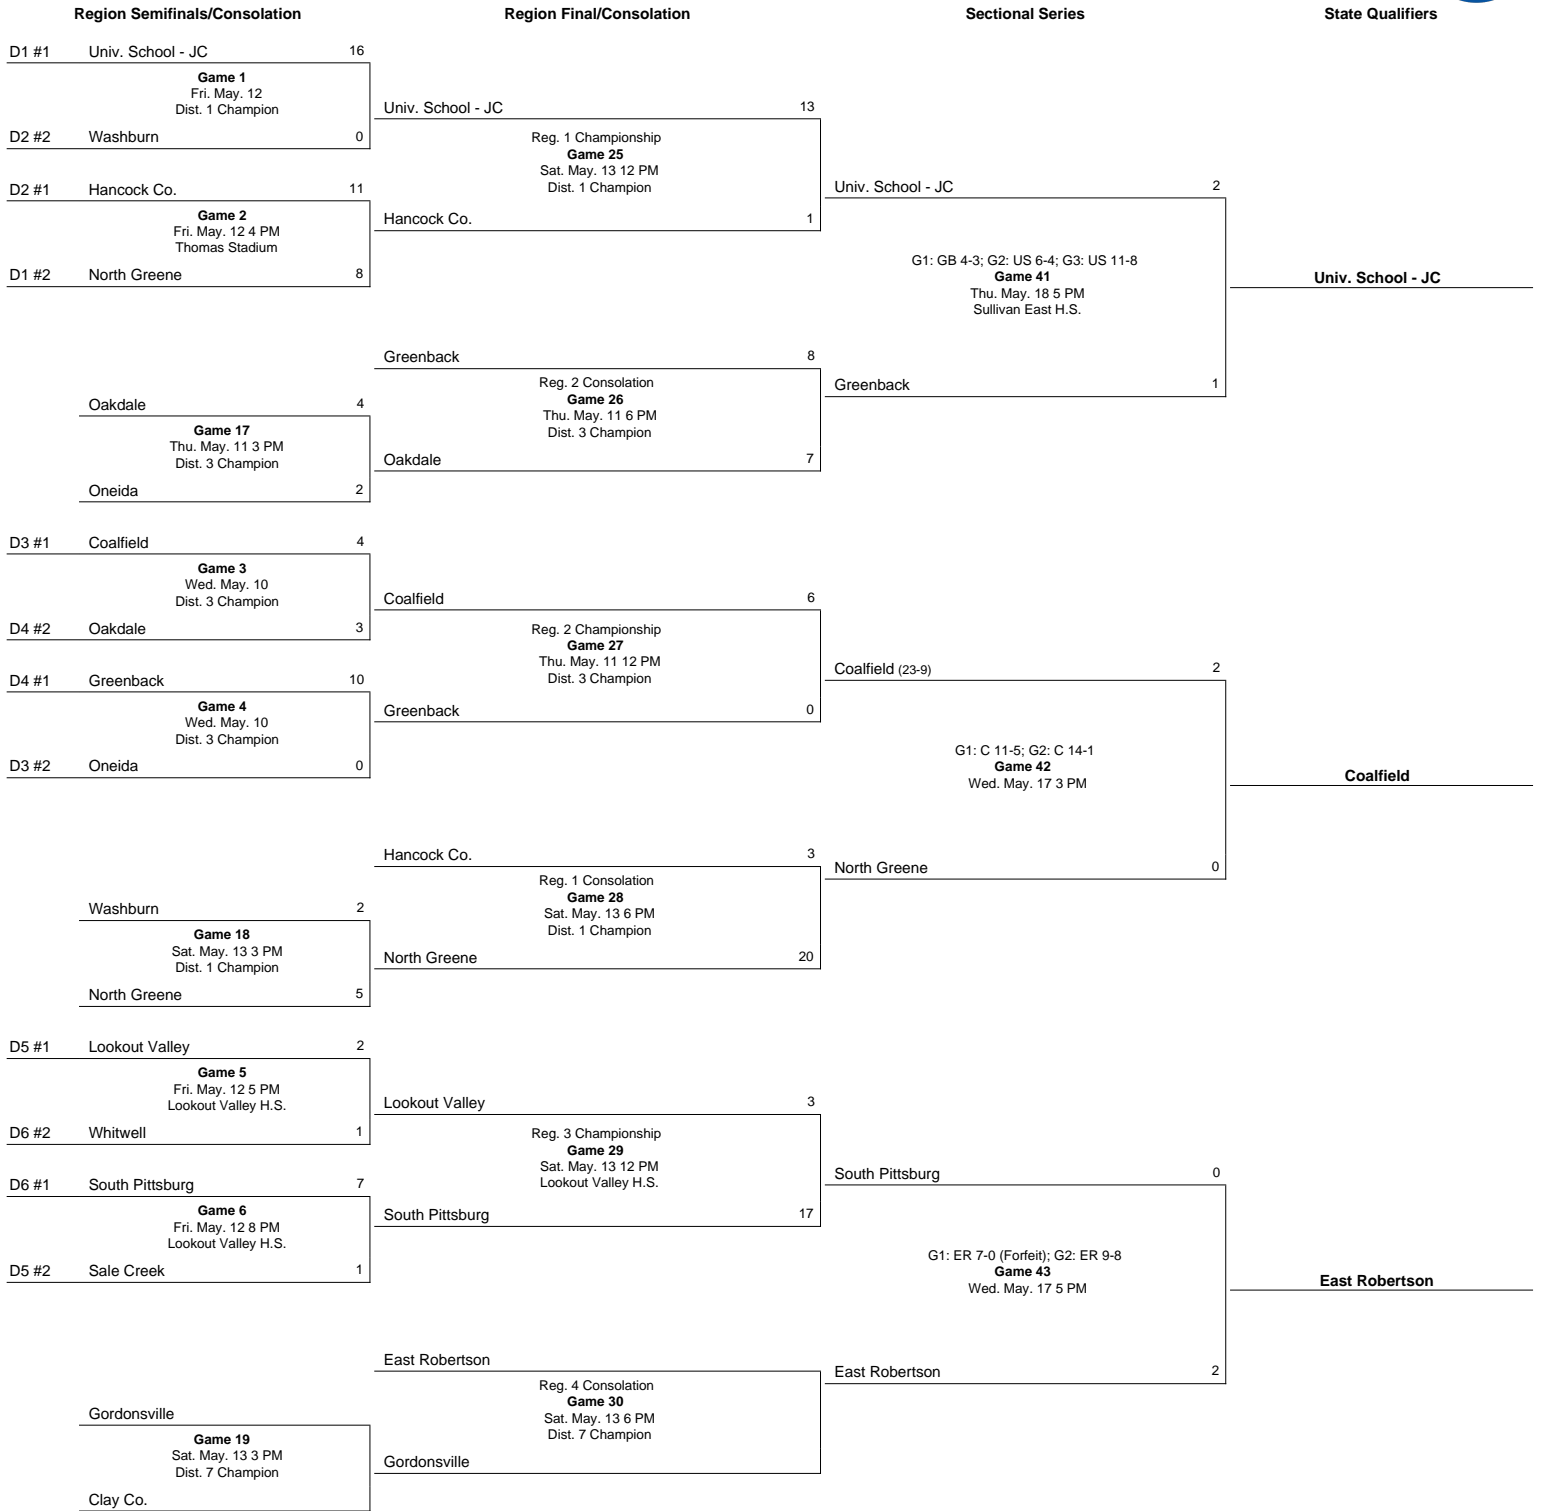 Region Semifinals/Consolation
Region Final/Consolation
Sectional Series
State Qualifiers
D1 #1 Univ. School - JC 16
Game 1
Fri. May. 12
Dist. 1 Champion
D2 #2 Washburn 0
Univ. School - JC 13
Reg. 1 Championship
Game 25
Sat. May. 13 12 PM
Dist. 1 Champion
Hancock Co. 1
D2 #1 Hancock Co. 11
Game 2
Fri. May. 12 4 PM
Thomas Stadium
D1 #2 North Greene 8
Univ. School - JC 2
G1: GB 4-3; G2: US 6-4; G3: US 11-8
Game 41
Thu. May. 18 5 PM
Sullivan East H.S.
Greenback 1
Univ. School - JC
Greenback 8
Reg. 2 Consolation
Game 26
Thu. May. 11 6 PM
Dist. 3 Champion
Oakdale 7
Oakdale 4
Game 17
Thu. May. 11 3 PM
Dist. 3 Champion
Oneida 2
D3 #1 Coalfield 4
Game 3
Wed. May. 10
Dist. 3 Champion
D4 #2 Oakdale 3
Coalfield 6
Reg. 2 Championship
Game 27
Thu. May. 11 12 PM
Dist. 3 Champion
Greenback 0
D4 #1 Greenback 10
Game 4
Wed. May. 10
Dist. 3 Champion
D3 #2 Oneida 0
Coalfield (23-9) 2
G1: C 11-5; G2: C 14-1
Game 42
Wed. May. 17 3 PM
North Greene 0
Coalfield
Hancock Co. 3
Reg. 1 Consolation
Game 28
Sat. May. 13 6 PM
Dist. 1 Champion
North Greene 20
Washburn 2
Game 18
Sat. May. 13 3 PM
Dist. 1 Champion
North Greene 5
D5 #1 Lookout Valley 2
Game 5
Fri. May. 12 5 PM
Lookout Valley H.S.
D6 #2 Whitwell 1
Lookout Valley 3
Reg. 3 Championship
Game 29
Sat. May. 13 12 PM
Lookout Valley H.S.
South Pittsburg 17
D6 #1 South Pittsburg 7
Game 6
Fri. May. 12 8 PM
Lookout Valley H.S.
D5 #2 Sale Creek 1
South Pittsburg 0
G1: ER 7-0 (Forfeit); G2: ER 9-8
Game 43
Wed. May. 17 5 PM
East Robertson 2
East Robertson
East Robertson
Reg. 4 Consolation
Game 30
Sat. May. 13 6 PM
Dist. 7 Champion
Gordonsville
Gordonsville
Game 19
Sat. May. 13 3 PM
Dist. 7 Champion
Clay Co.